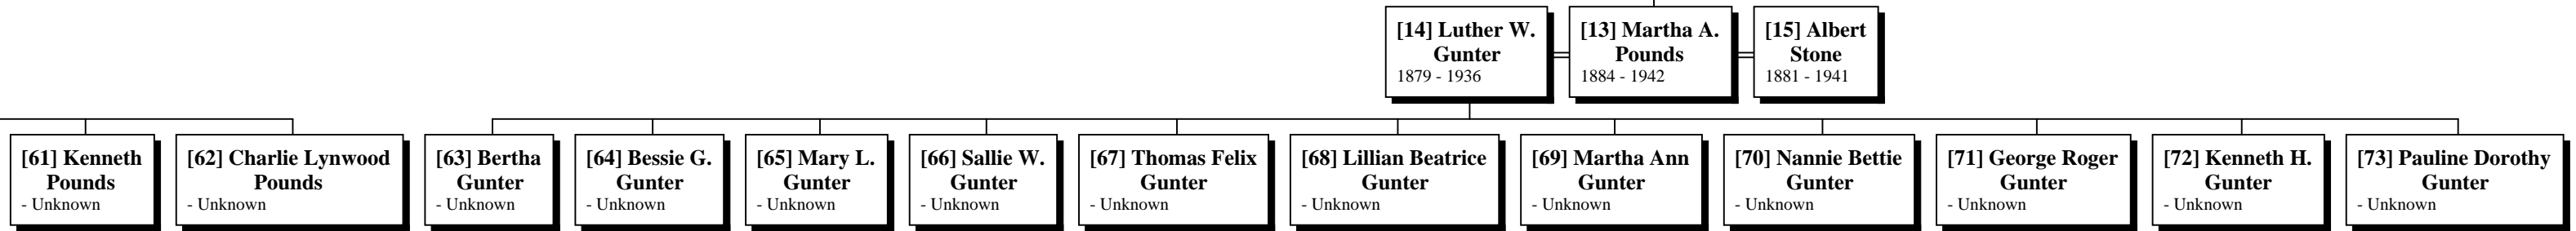 [14] Luther W.
Gunter
1879 - 1936
[13] Martha A.
Pounds
1884 - 1942
[15] Albert
Stone
1881 - 1941
[61] Kenneth
Pounds
- Unknown
[62] Charlie Lynwood
Pounds
- Unknown
[63] Bertha
Gunter
- Unknown
[64] Bessie G.
Gunter
- Unknown
[65] Mary L.
Gunter
- Unknown
[66] Sallie W.
Gunter
- Unknown
[67] Thomas Felix
Gunter
- Unknown
[68] Lillian Beatrice
Gunter
- Unknown
[69] Martha Ann
Gunter
- Unknown
[70] Nannie Bettie
Gunter
- Unknown
[71] George Roger
Gunter
- Unknown
[72] Kenneth H.
Gunter
- Unknown
[73] Pauline Dorothy
Gunter
- Unknown